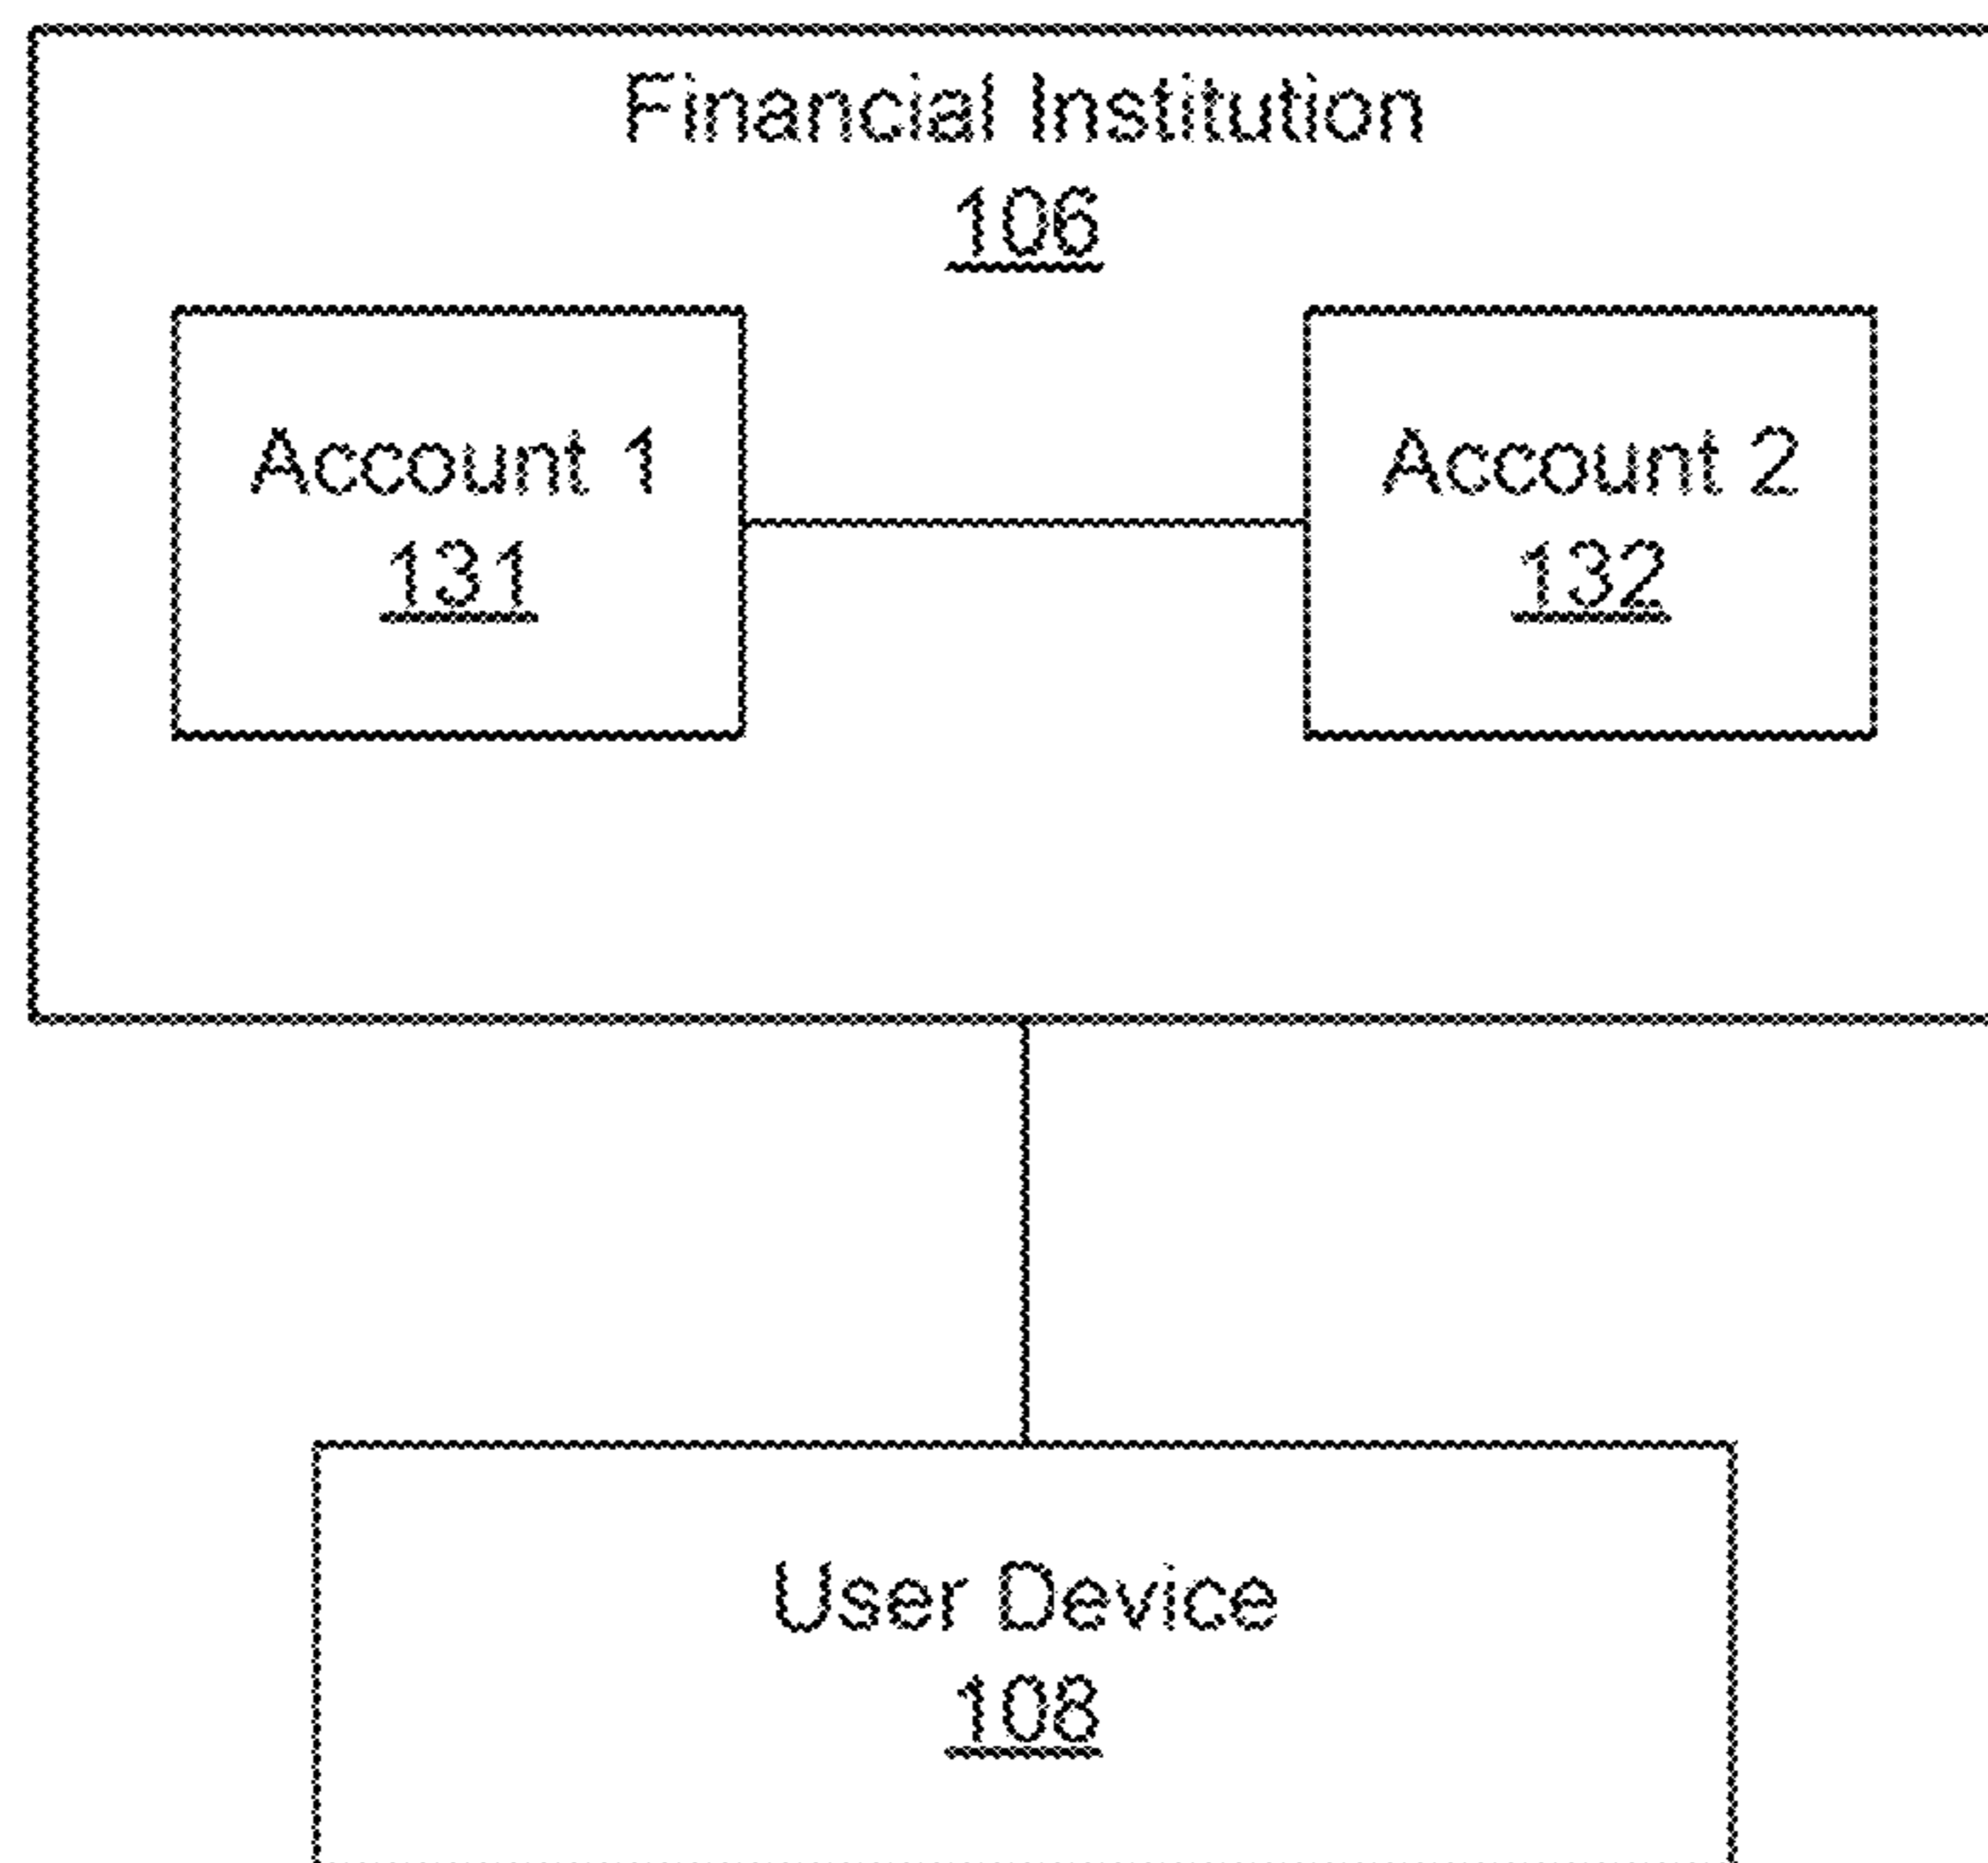 Financial Institution
106
Account 1
131
Account 2
132
User Device
108